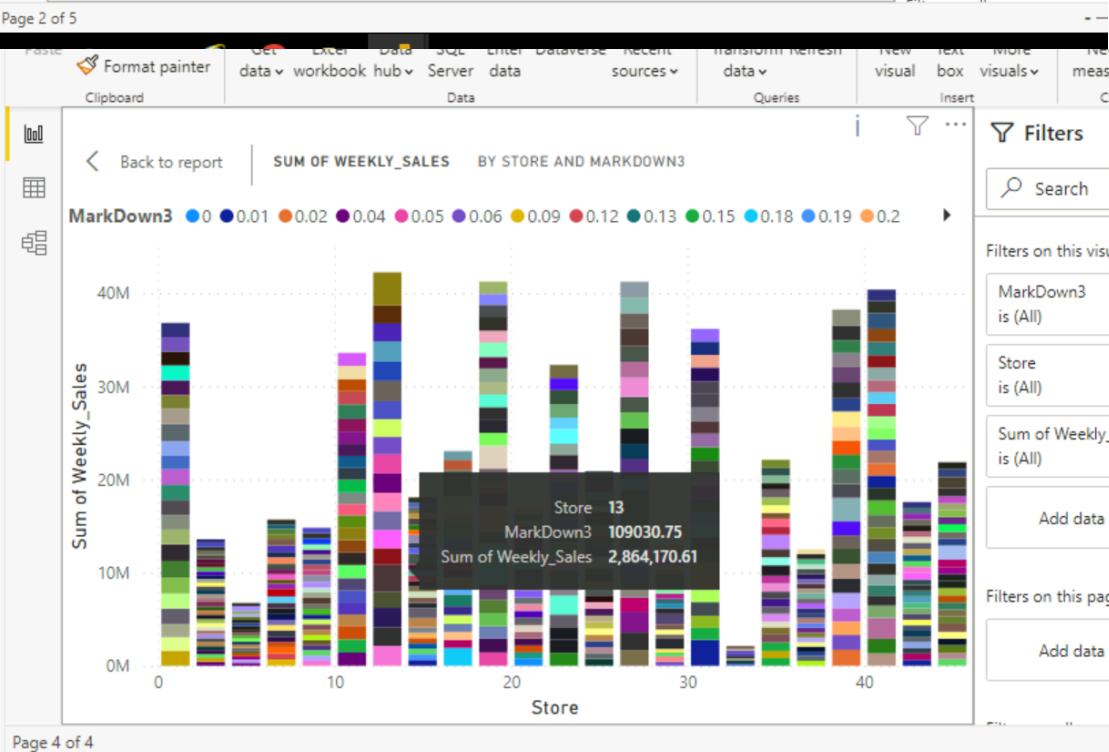 Page 2 of 5
Format painter
data
workbook
hub
Server
data
sources
data
visual
box
visuals
Clipboard
Data
Queries
Insert
Back to report
SUM OF WEEKLY_SALES BY STORE AND MARKDOWN3
MarkDown3 0 0.01 0.02 0.04 0.05 0.06 0.09 0.12 0.13 0.15 0.18 0.19 0.2
Sum of Weekly_Sales
40M
30M
20M
10M
0M
Store 13
MarkDown3 109030.75
Sum of Weekly_Sales 2,864,170.61
0 10 20 30 40
Store
Filters
Search
Filters on this visu
MarkDown3
is (All)
Store
is (All)
Sum of Weekly_
is (All)
Add data
Filters on this pag
Add data
Page 4 of 4